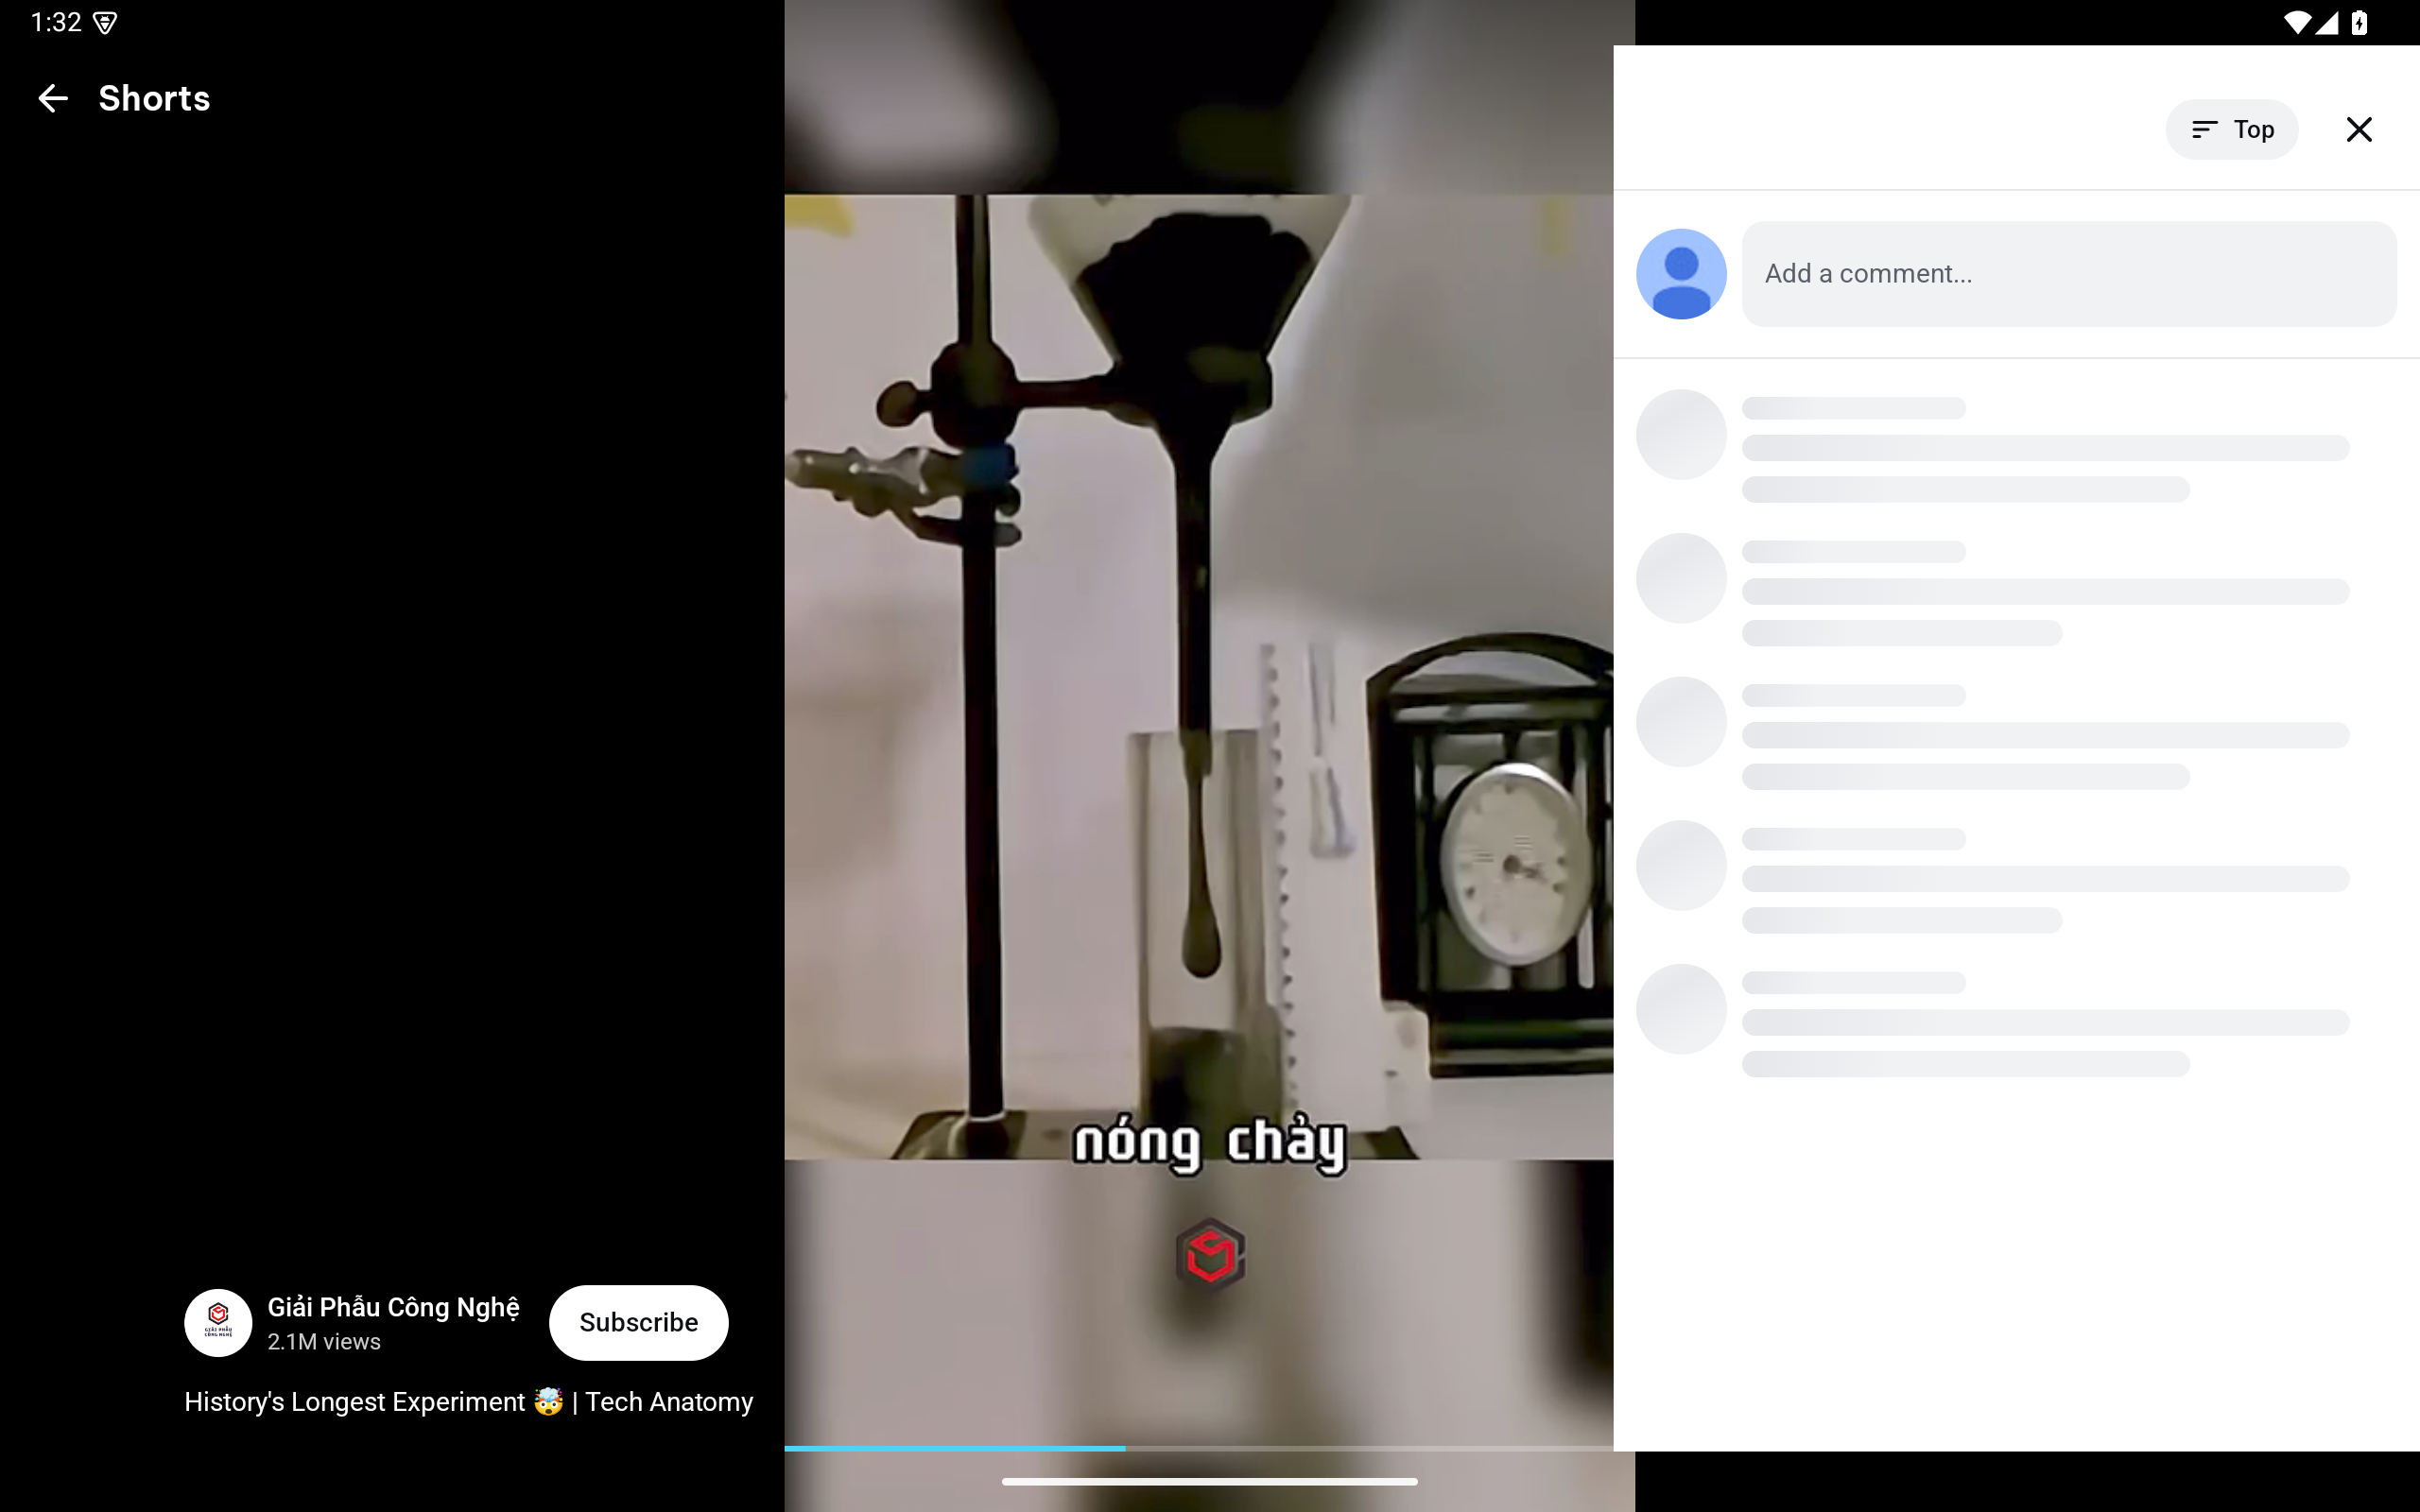 1:32
Shorts
Top
Add a comment...
nóng chảy
Giải Phẫu Công Nghệ
2.1M views
Subscribe
History's Longest Experiment 🤯 | Tech Anatomy